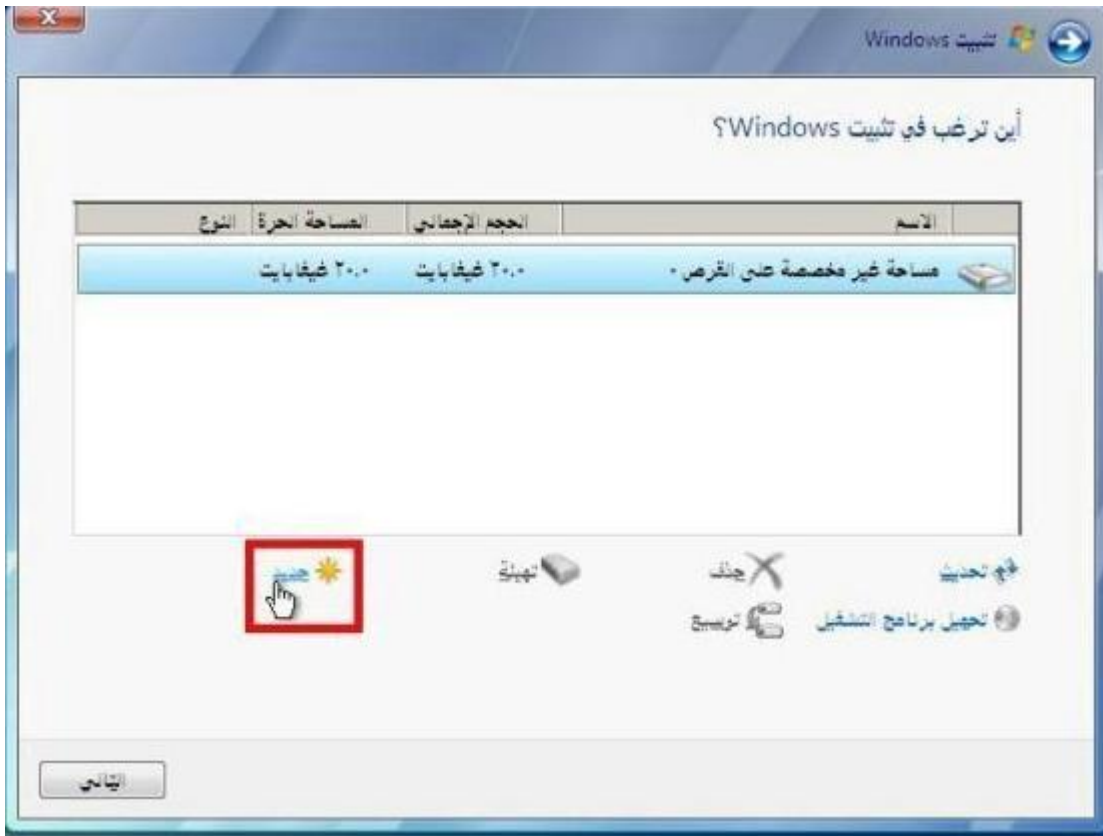 تثبيت Windows
أين ترغب في تثبيت Windows؟
الاسم الحجم الإجمالي المساحة الحرة النوع
مساحة غير مخصصة على القرص ٠ ٢٠.٠ غيغابايت ٢٠.٠ غيغابايت
تحديث حذف تهيئة جديد
تحميل برنامج التشغيل توسيع
التالي